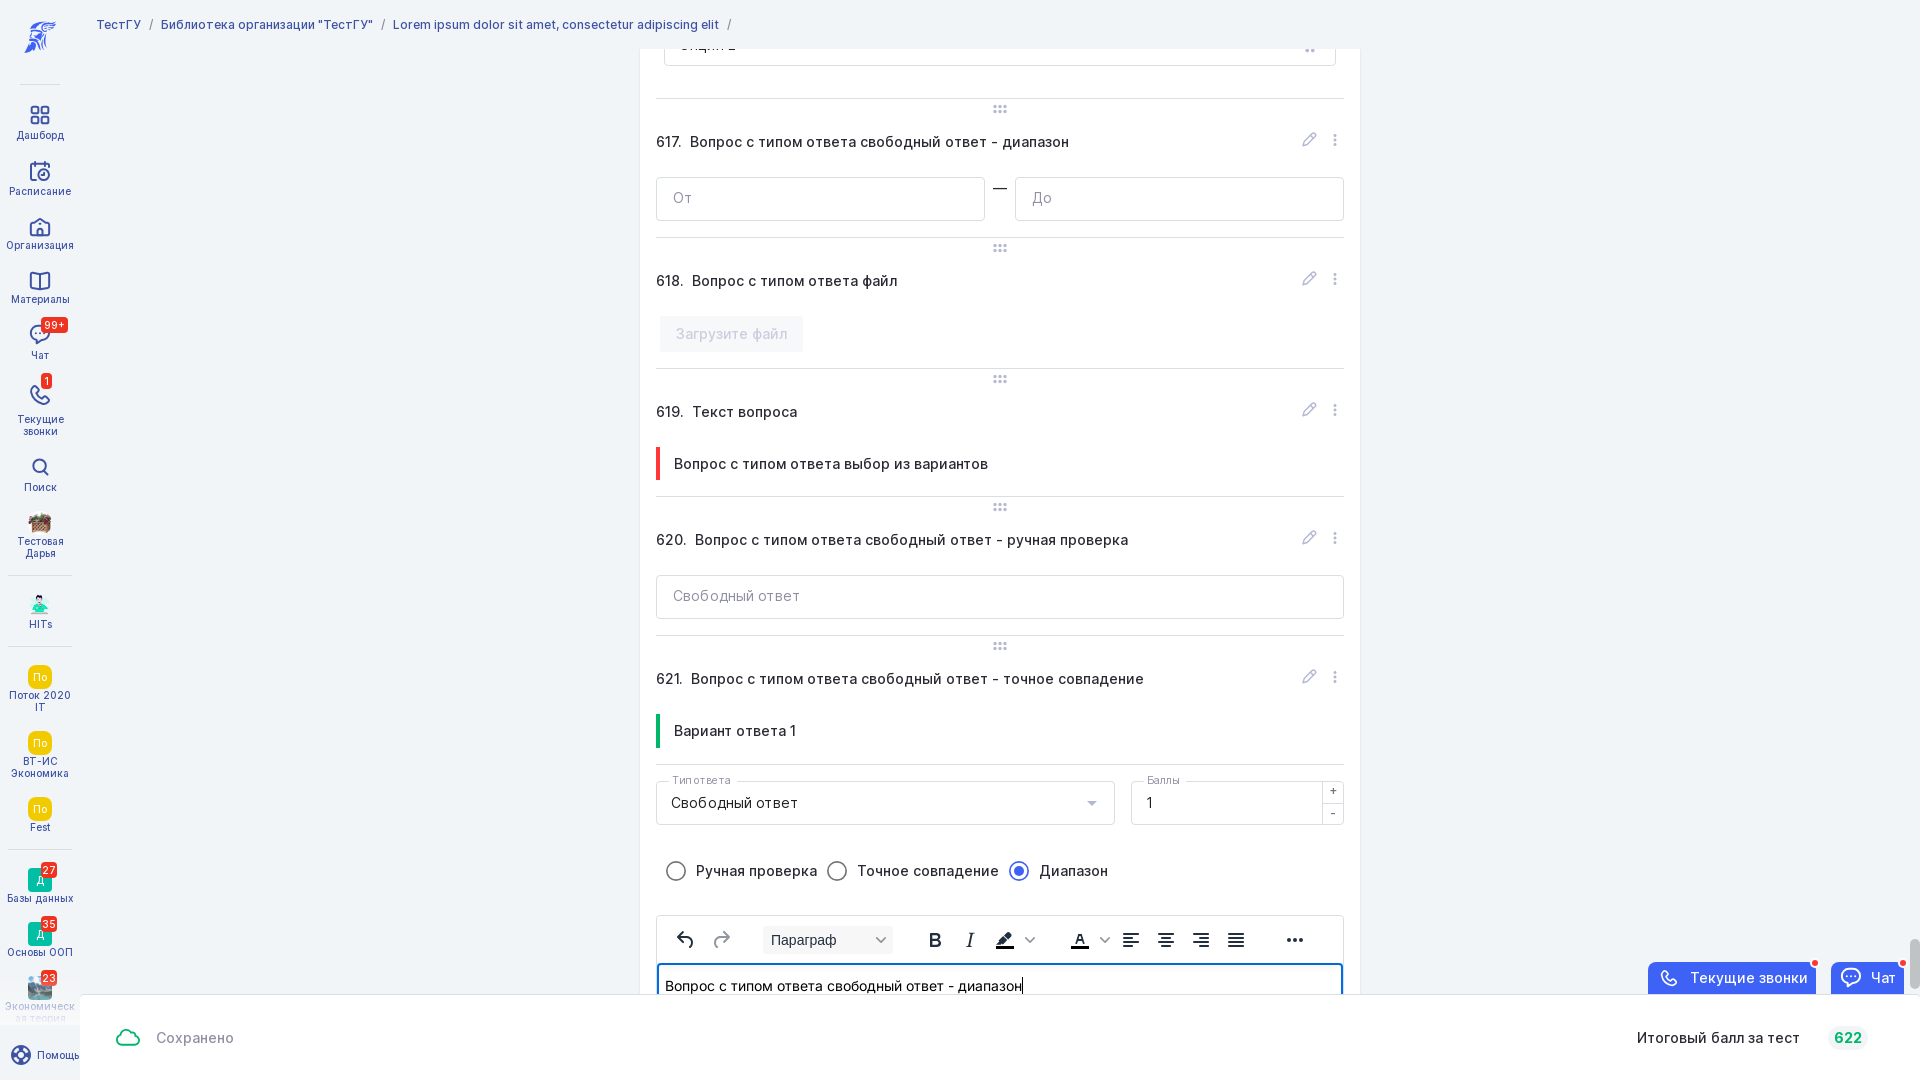 ТестГУ / Библиотека организации "ТестГУ" / Lorem ipsum dolor sit amet, consectetur adipiscing elit /
Дашборд
Расписание
Организация
Материалы
99+
Чат
1
Текущие
звонки
Поиск
Тестовая
Дарья
HITs
По
Поток 2020
IT
По
ВТ-ИС
Экономика
По
Fest
27
Д
Базы данных
35
Д
Основы ООП
23
Экономическ
ая теория
Помощь
617. Вопрос с типом ответа свободный ответ - диапазон
От — До
618. Вопрос с типом ответа файл
Загрузите файл
619. Текст вопроса
Вопрос с типом ответа выбор из вариантов
620. Вопрос с типом ответа свободный ответ - ручная проверка
Свободный ответ
621. Вопрос с типом ответа свободный ответ - точное совпадение
Вариант ответа 1
Тип ответа
Баллы
Свободный ответ
1
+
-
Ручная проверка Точное совпадение Диапазон
Параграф B I A
Вопрос с типом ответа свободный ответ - диапазон
Текущие звонки
Чат
Сохранено
Итоговый балл за тест 622